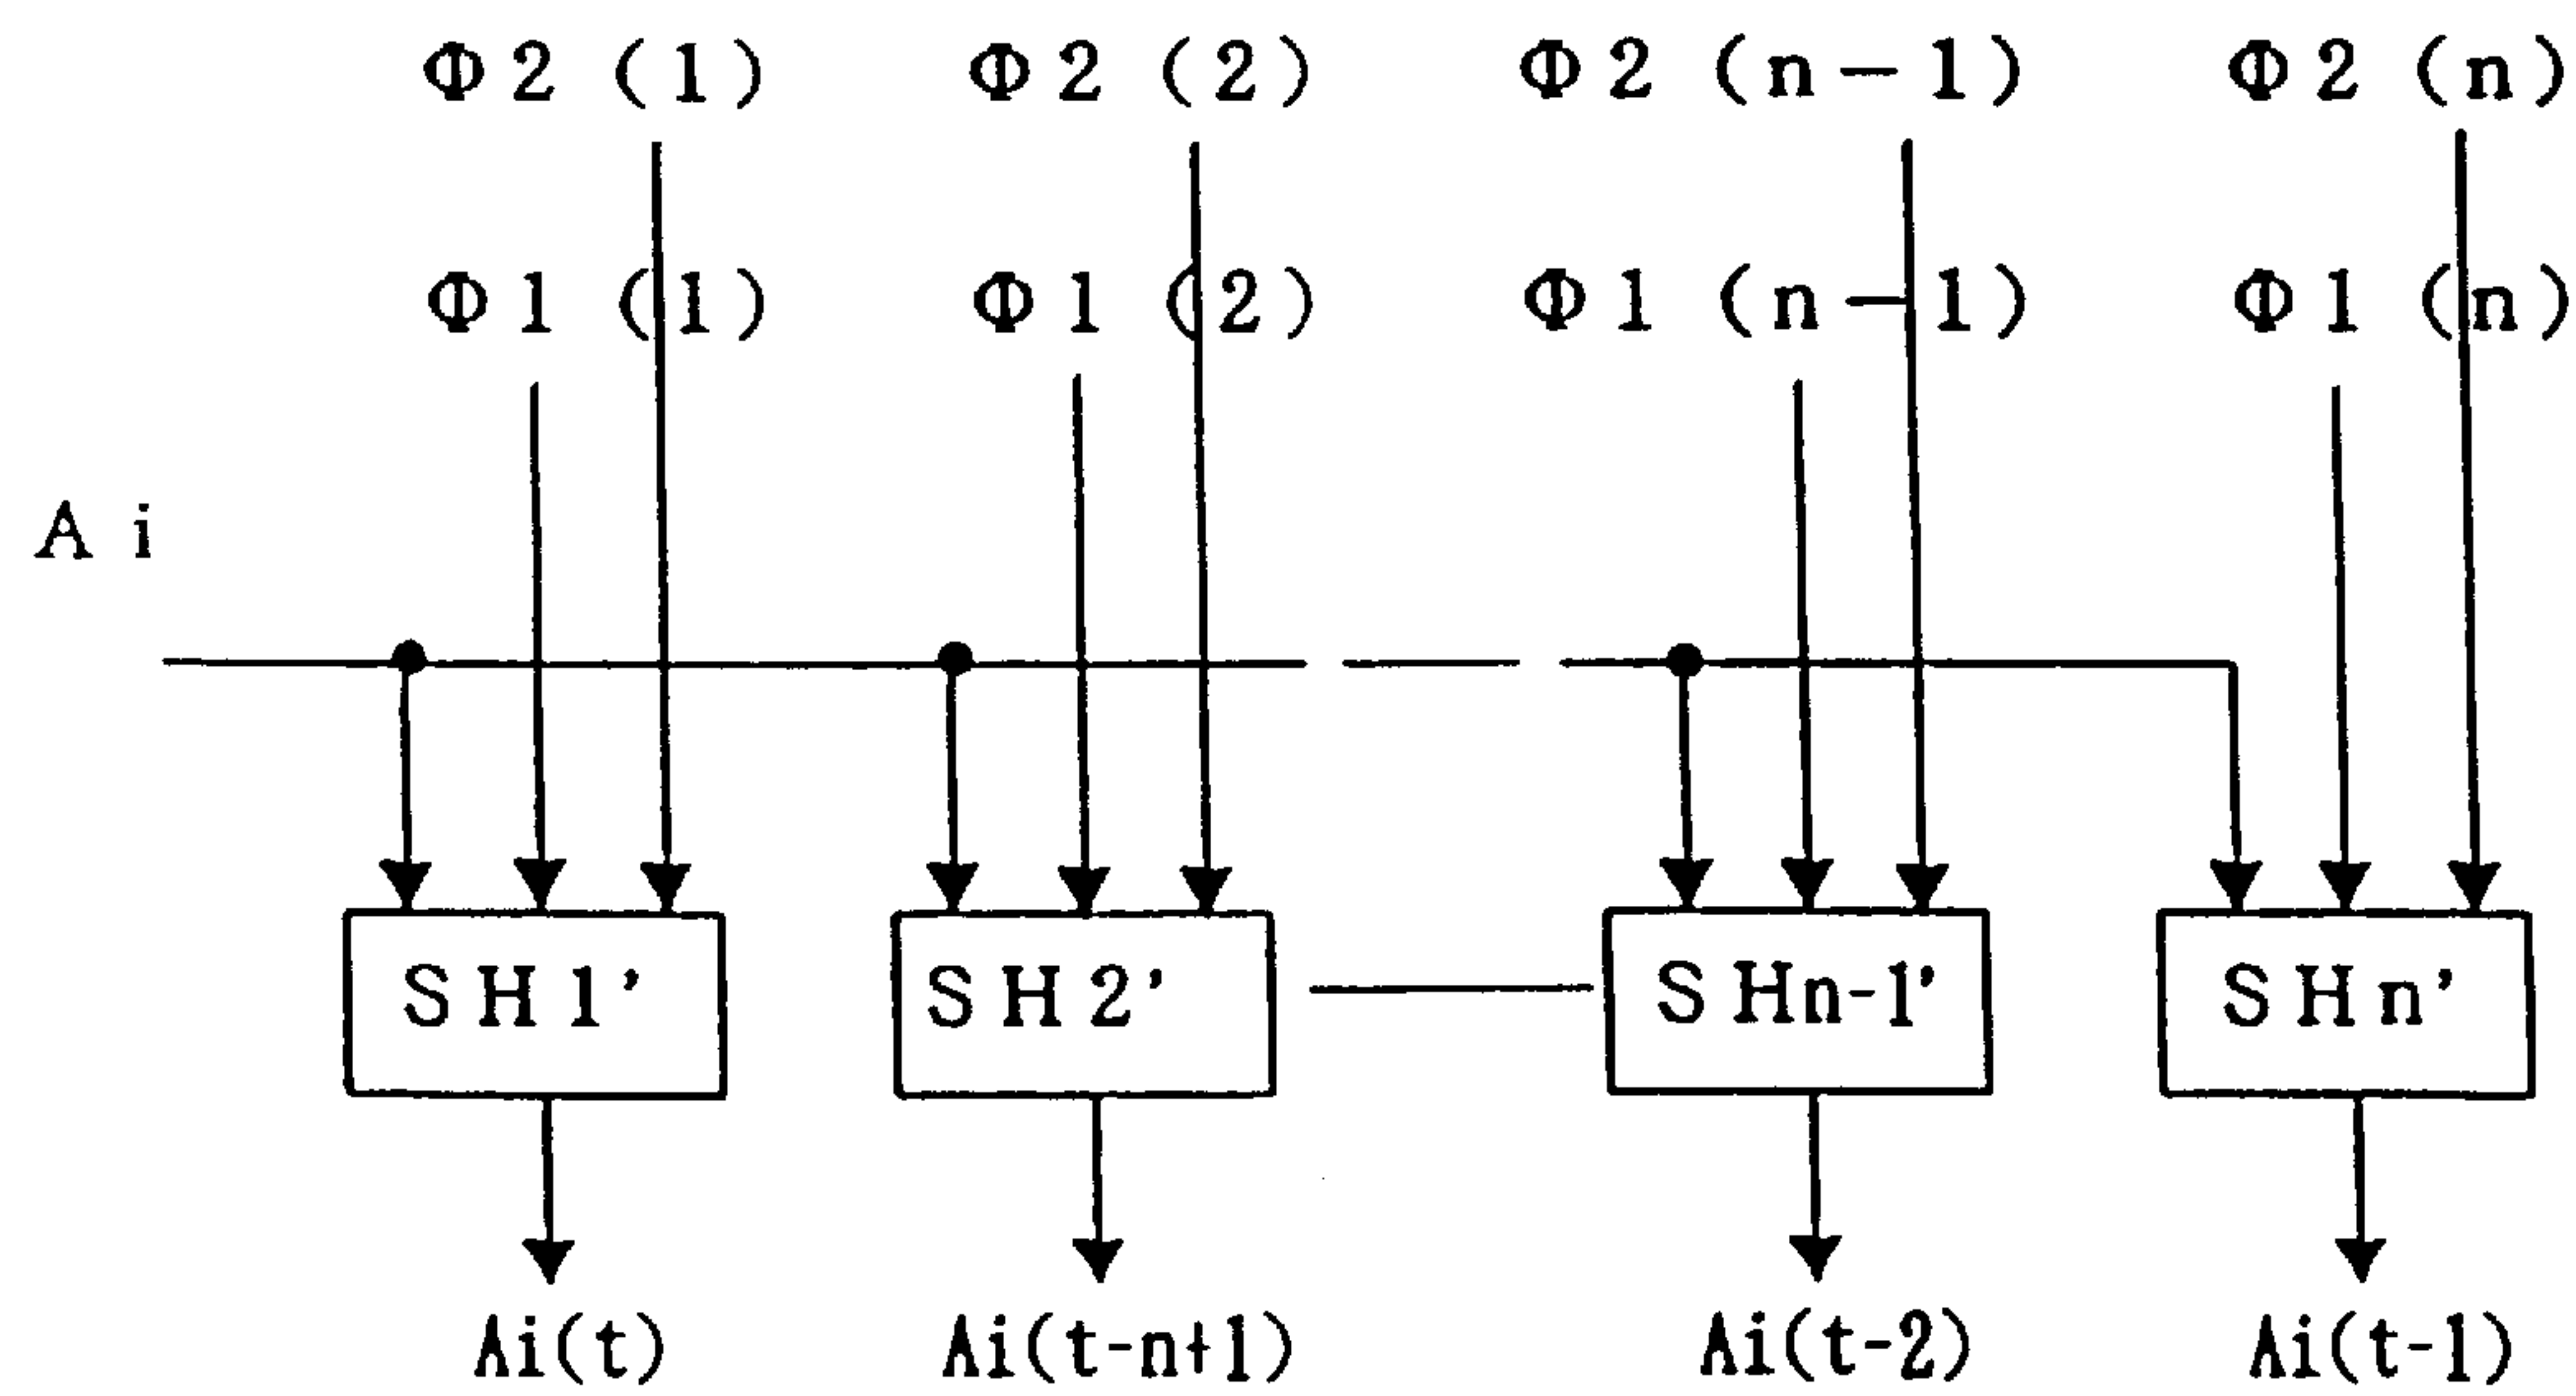 Φ2(1) Φ2(2) Φ2(n-1) Φ2(n)
Φ1(1) Φ1(2) Φ1(n-1) Φ1(n)
Ai
SH1' SH2' SHn-1' SHn'
Ai(t) Ai(t-n+1) Ai(t-2) Ai(t-1)